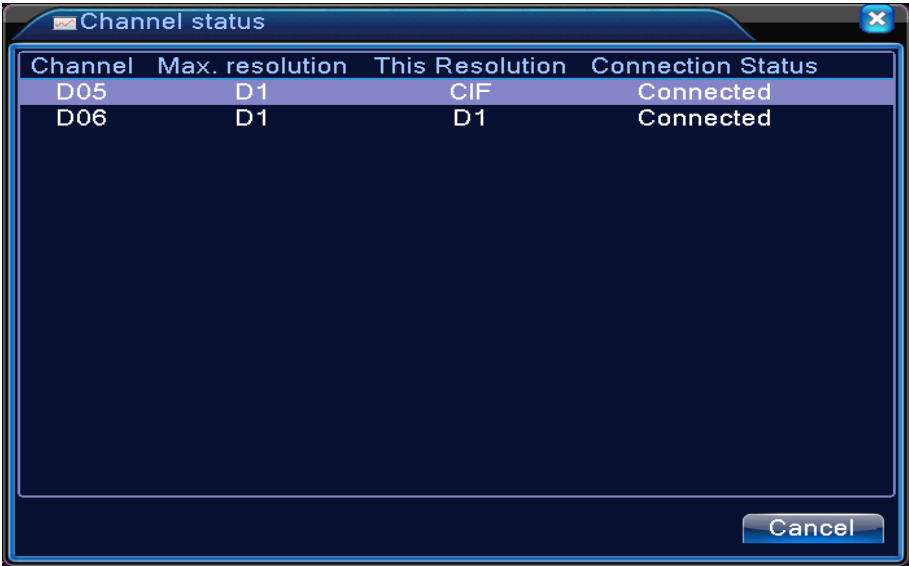 Channel status
Channel Max. resolution This Resolution Connection Status
D05 D1 CIF Connected
D06 D1 D1 Connected
Cancel